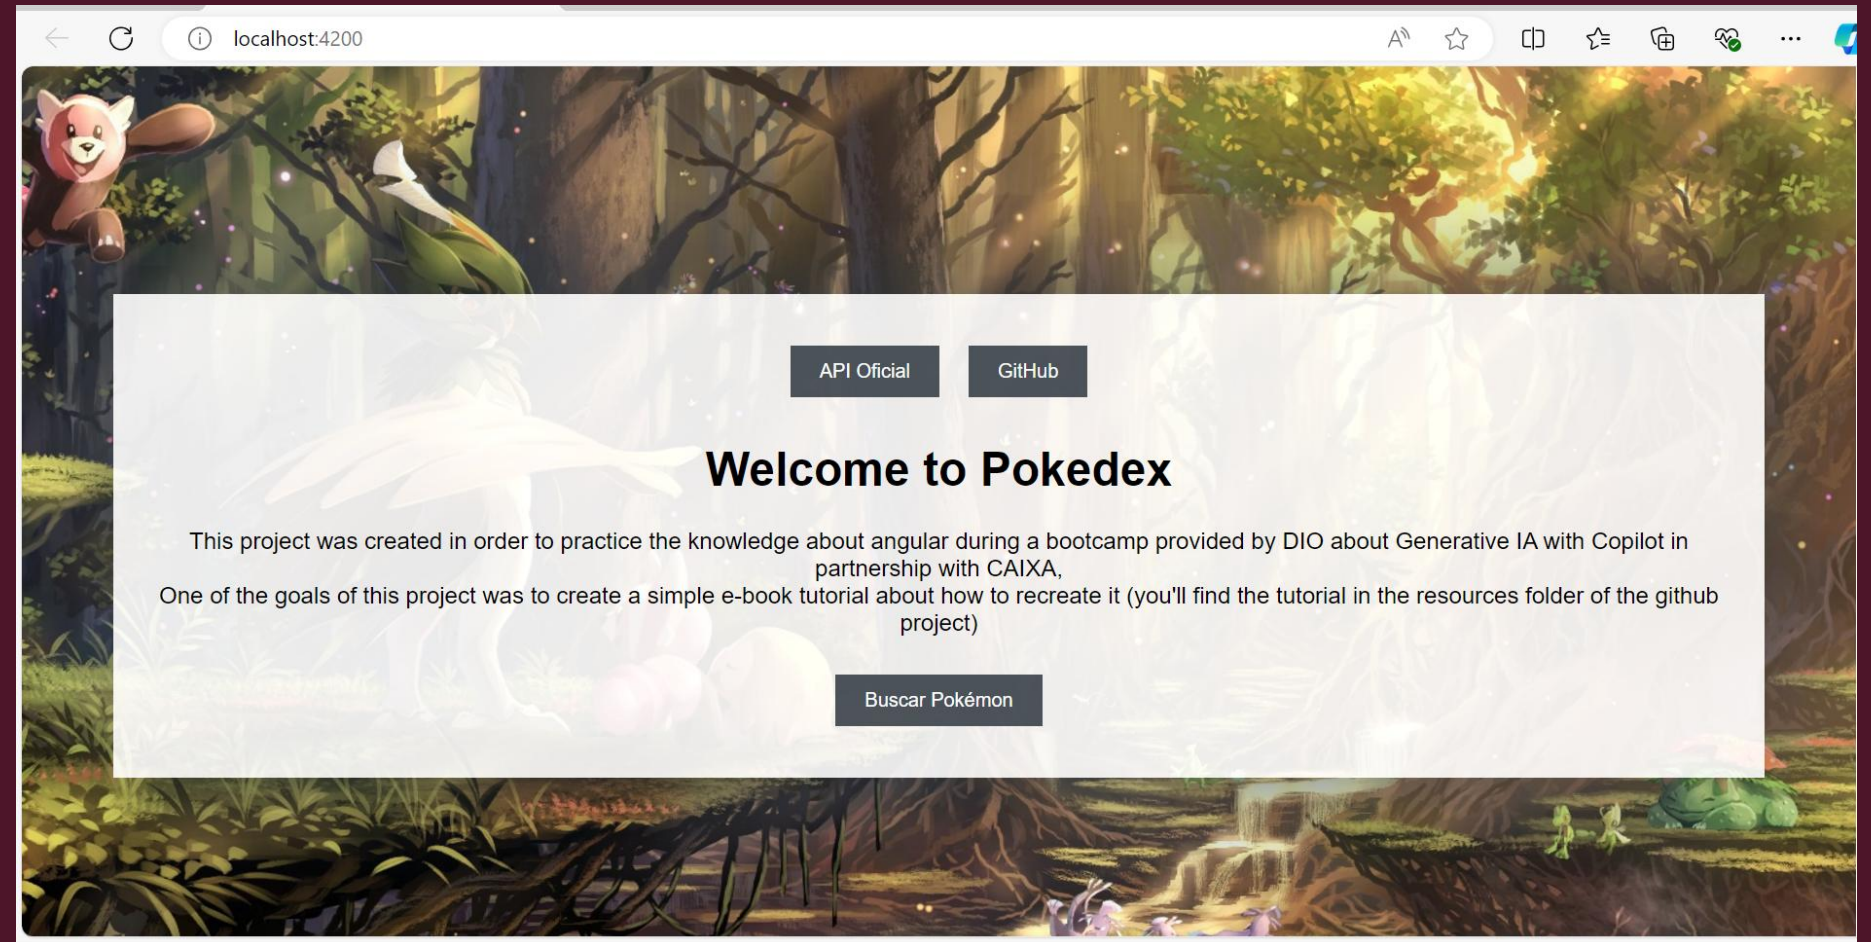 localhost:4200
API Oficial GitHub
Welcome to Pokedex
This project was created in order to practice the knowledge about angular during a bootcamp provided by DIO about Generative IA with Copilot in
partnership with CAIXA,
One of the goals of this project was to create a simple e-book tutorial about how to recreate it (you'll find the tutorial in the resources folder of the github
project)
Buscar Pokémon